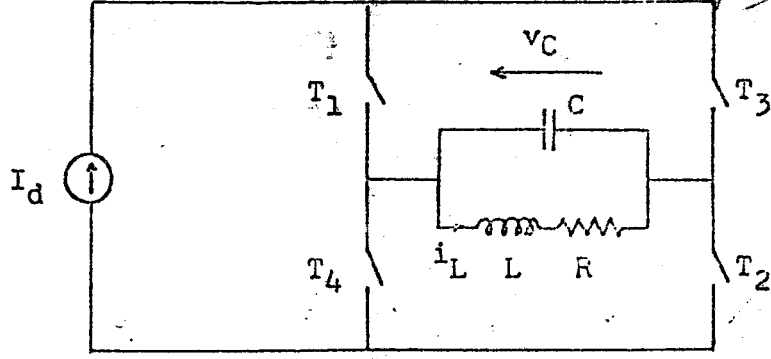 v_C
T_1
C
T_3
I_d
T_4
i_L L R
T_2